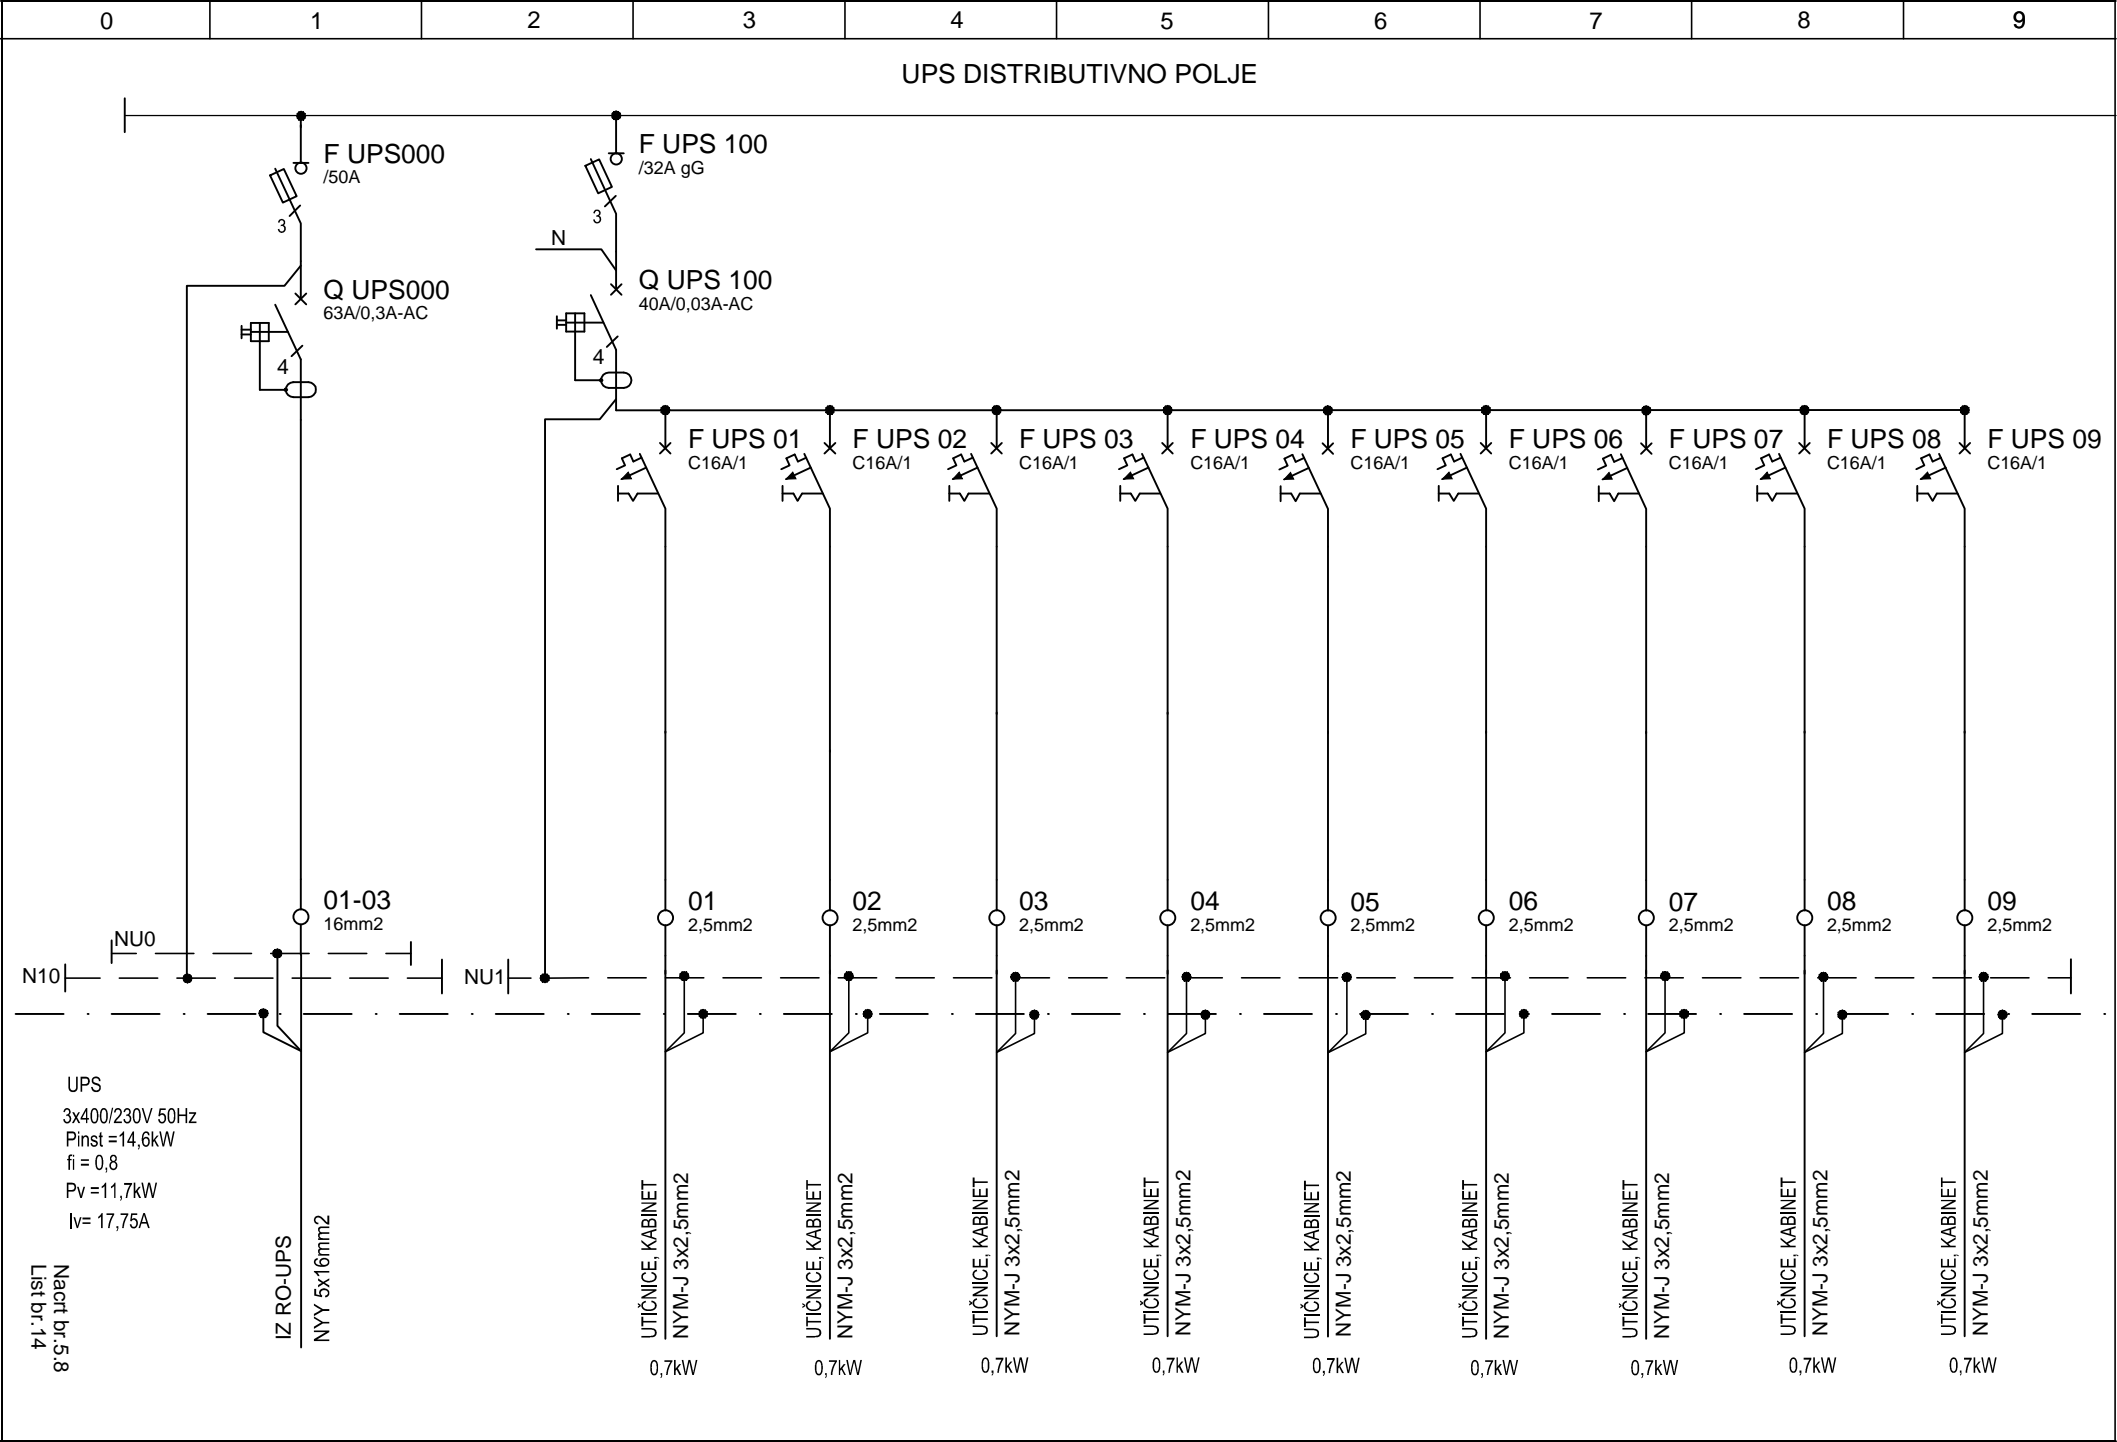 0 1 2 3 4 5 6 7 8 9
UPS DISTRIBUTIVNO POLJE
F UPS000
/50A
3
Q UPS000
63A/0,3A-AC
4
F UPS 100
/32A gG
3
N
Q UPS 100
40A/0,03A-AC
4
F UPS 01
C16A/1
F UPS 02
C16A/1
F UPS 03
C16A/1
F UPS 04
C16A/1
F UPS 05
C16A/1
F UPS 06
C16A/1
F UPS 07
C16A/1
F UPS 08
C16A/1
F UPS 09
C16A/1
01-03
16mm2
01
2,5mm2
02
2,5mm2
03
2,5mm2
04
2,5mm2
05
2,5mm2
06
2,5mm2
07
2,5mm2
08
2,5mm2
09
2,5mm2
NU0
N10
NU1
UPS
3x400/230V 50Hz
Pinst =14,6kW
fi = 0,8
Pv =11,7kW
Iv= 17,75A
Nacrt br.5.8
List br.14
IZ RO-UPS
NYY 5x16mm2
UTIČNICE, KABINET
NYM-J 3x2,5mm2
0,7kW
UTIČNICE, KABINET
NYM-J 3x2,5mm2
0,7kW
UTIČNICE, KABINET
NYM-J 3x2,5mm2
0,7kW
UTIČNICE, KABINET
NYM-J 3x2,5mm2
0,7kW
UTIČNICE, KABINET
NYM-J 3x2,5mm2
0,7kW
UTIČNICE, KABINET
NYM-J 3x2,5mm2
0,7kW
UTIČNICE, KABINET
NYM-J 3x2,5mm2
0,7kW
UTIČNICE, KABINET
NYM-J 3x2,5mm2
0,7kW
UTIČNICE, KABINET
NYM-J 3x2,5mm2
0,7kW